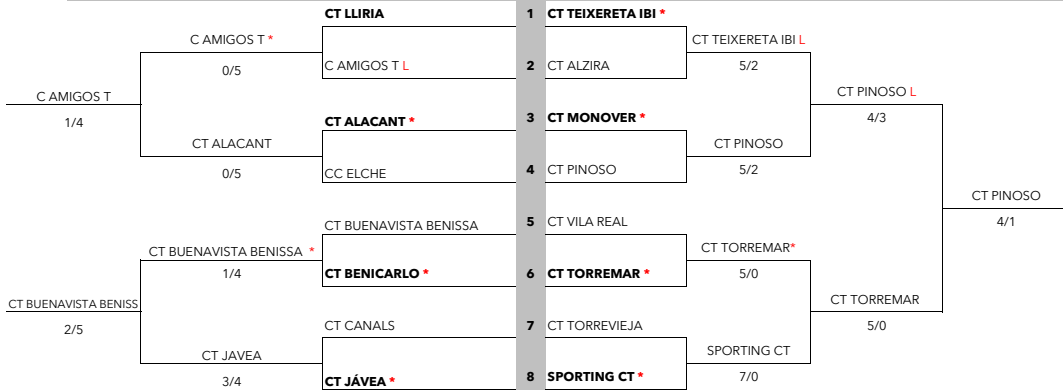 CT LLIRIA 1 CT TEIXERETA IBI *
C AMIGOS T * CT TEIXERETA IBI L
0/5 C AMIGOS T L 2 CT ALZIRA 5/2
C AMIGOS T CT PINOSO L
1/4 CT ALACANT * 3 CT MONOVER * 4/3
CT ALACANT CT PINOSO
0/5 CC ELCHE 4 CT PINOSO 5/2
CT PINOSO
CT BUENAVISTA BENISSA 5 CT VILA REAL 4/1
CT BUENAVISTA BENISSA * CT TORREMAR*
1/4 CT BENICARLO * 6 CT TORREMAR * 5/0
CT BUENAVISTA BENISS CT TORREMAR
2/5 CT CANALS 7 CT TORREVIEJA 5/0
CT JAVEA SPORTING CT
3/4 CT JÁVEA * 8 SPORTING CT * 7/0